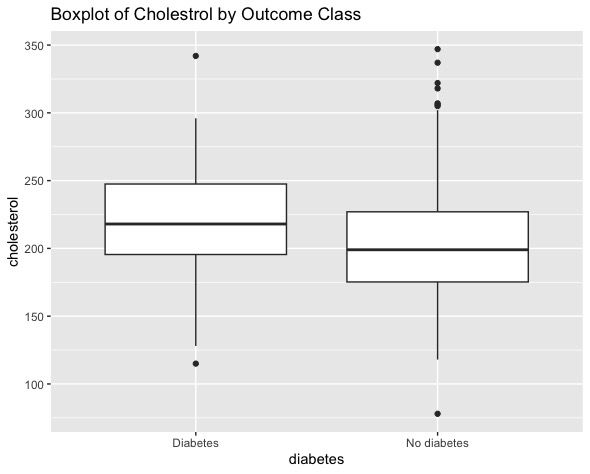 Boxplot of Cholestrol by Outcome Class
350
300
250
200
150
100
cholesterol
Diabetes
No diabetes
diabetes